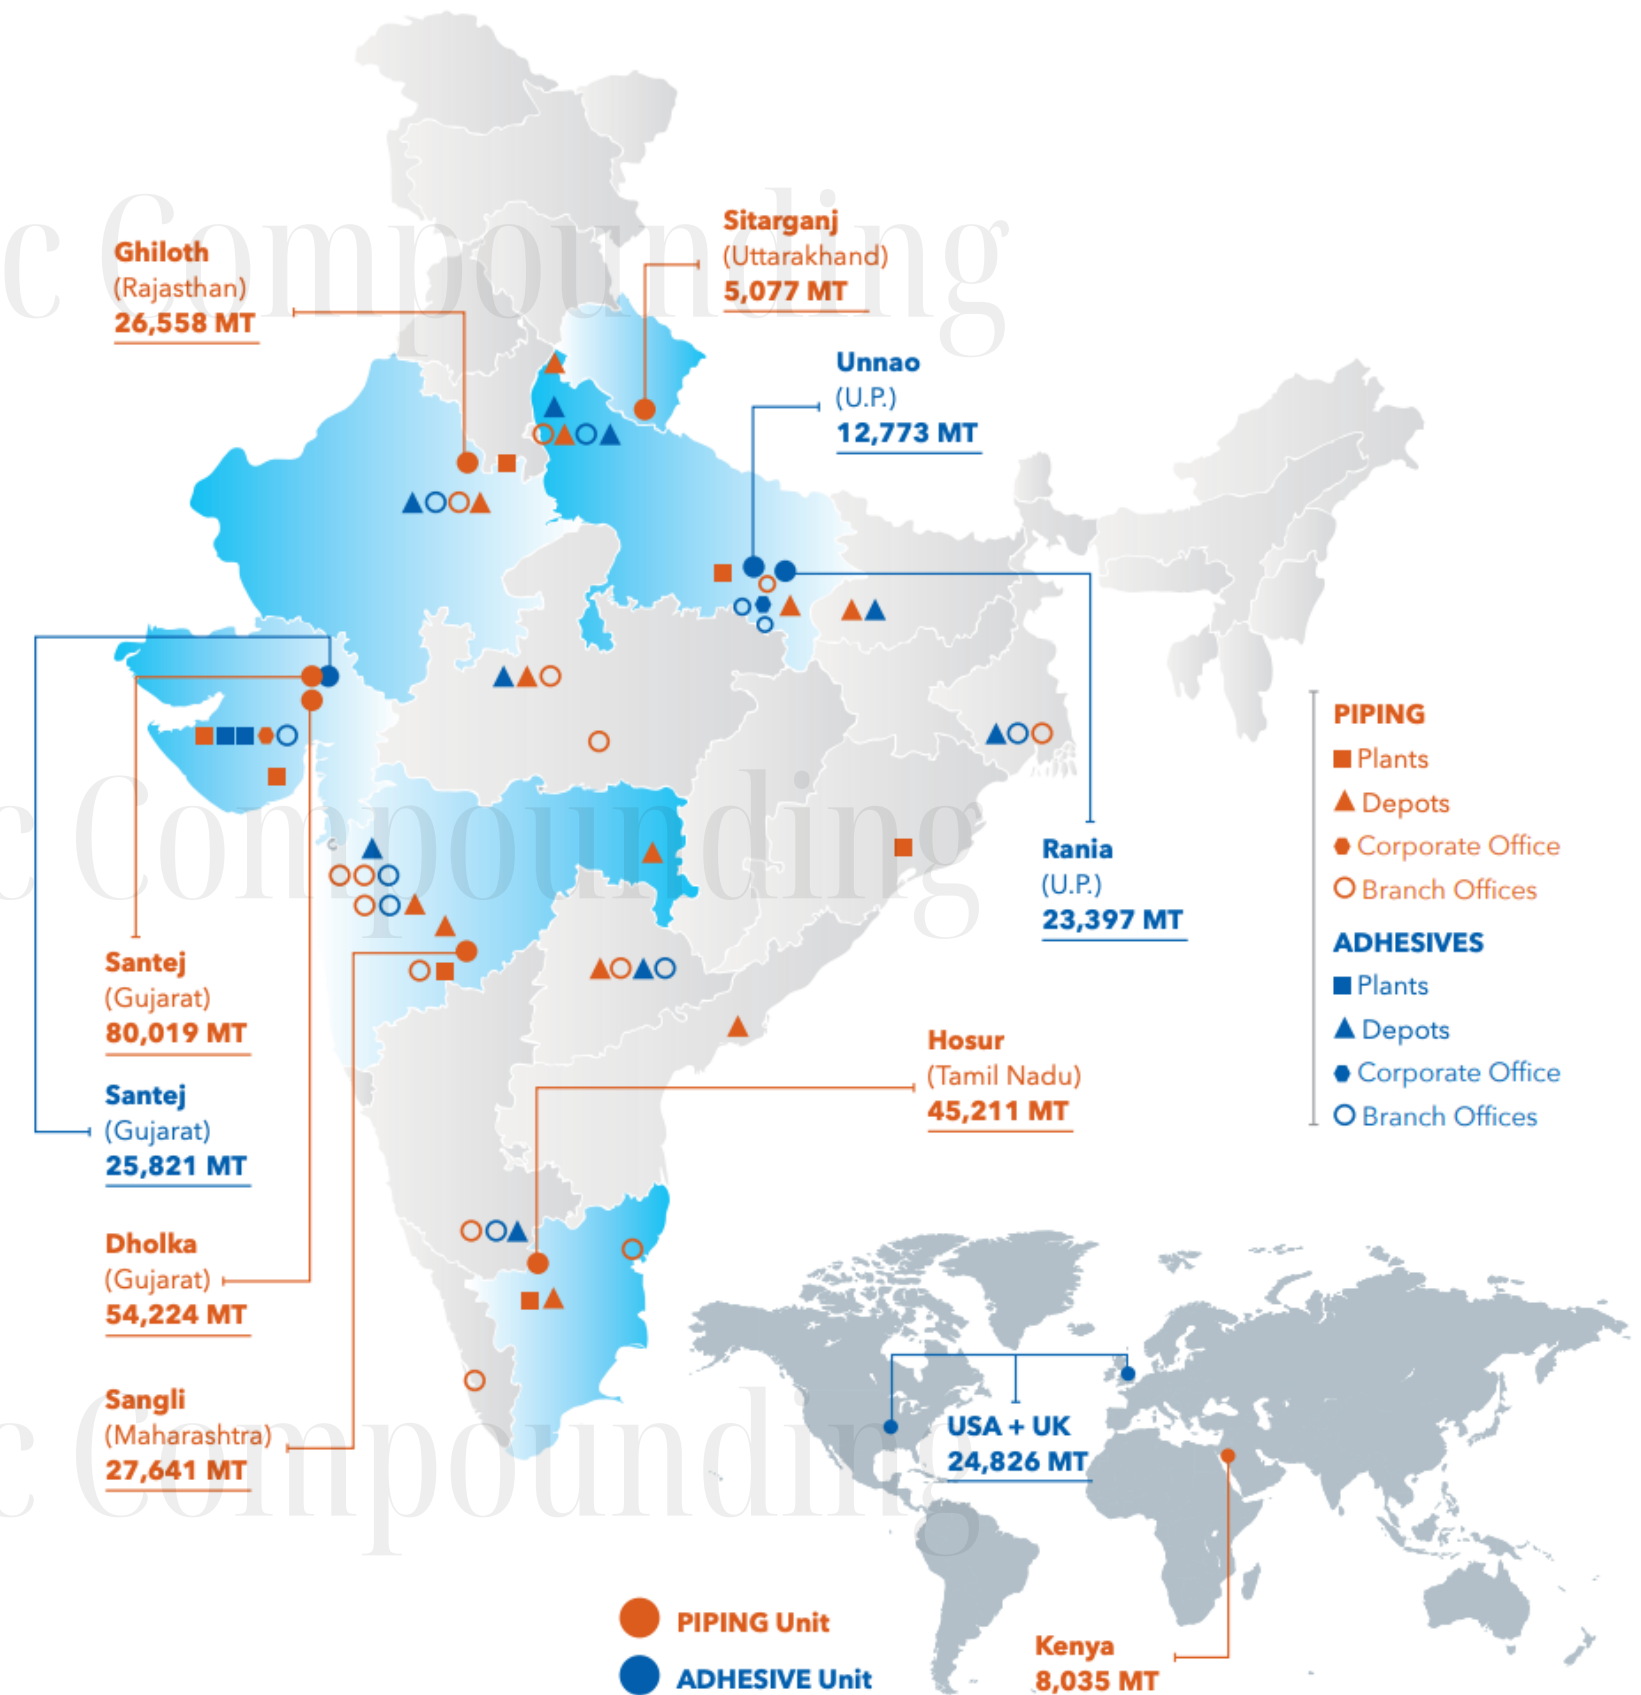 c Compounding
Ghiloth
(Rajasthan)
26,558 MT
Sitarganj
(Uttarakhand)
5,077 MT
Unnao
(U.P.)
12,773 MT
PIPING
Plants
Depots
Corporate Office
Branch Offices
ADHESIVES
Plants
Depots
Corporate Office
Branch Offices
c Compounding
Rania
(U.P.)
23,397 MT
Santej
(Gujarat)
80,019 MT
Hosur
(Tamil Nadu)
45,211 MT
Santej
(Gujarat)
25,821 MT
Dholka
(Gujarat)
54,224 MT
Sangli
(Maharashtra)
27,641 MT
c Compounding
USA + UK
24,826 MT
PIPING Unit
ADHESIVE Unit
Kenya
8,035 MT